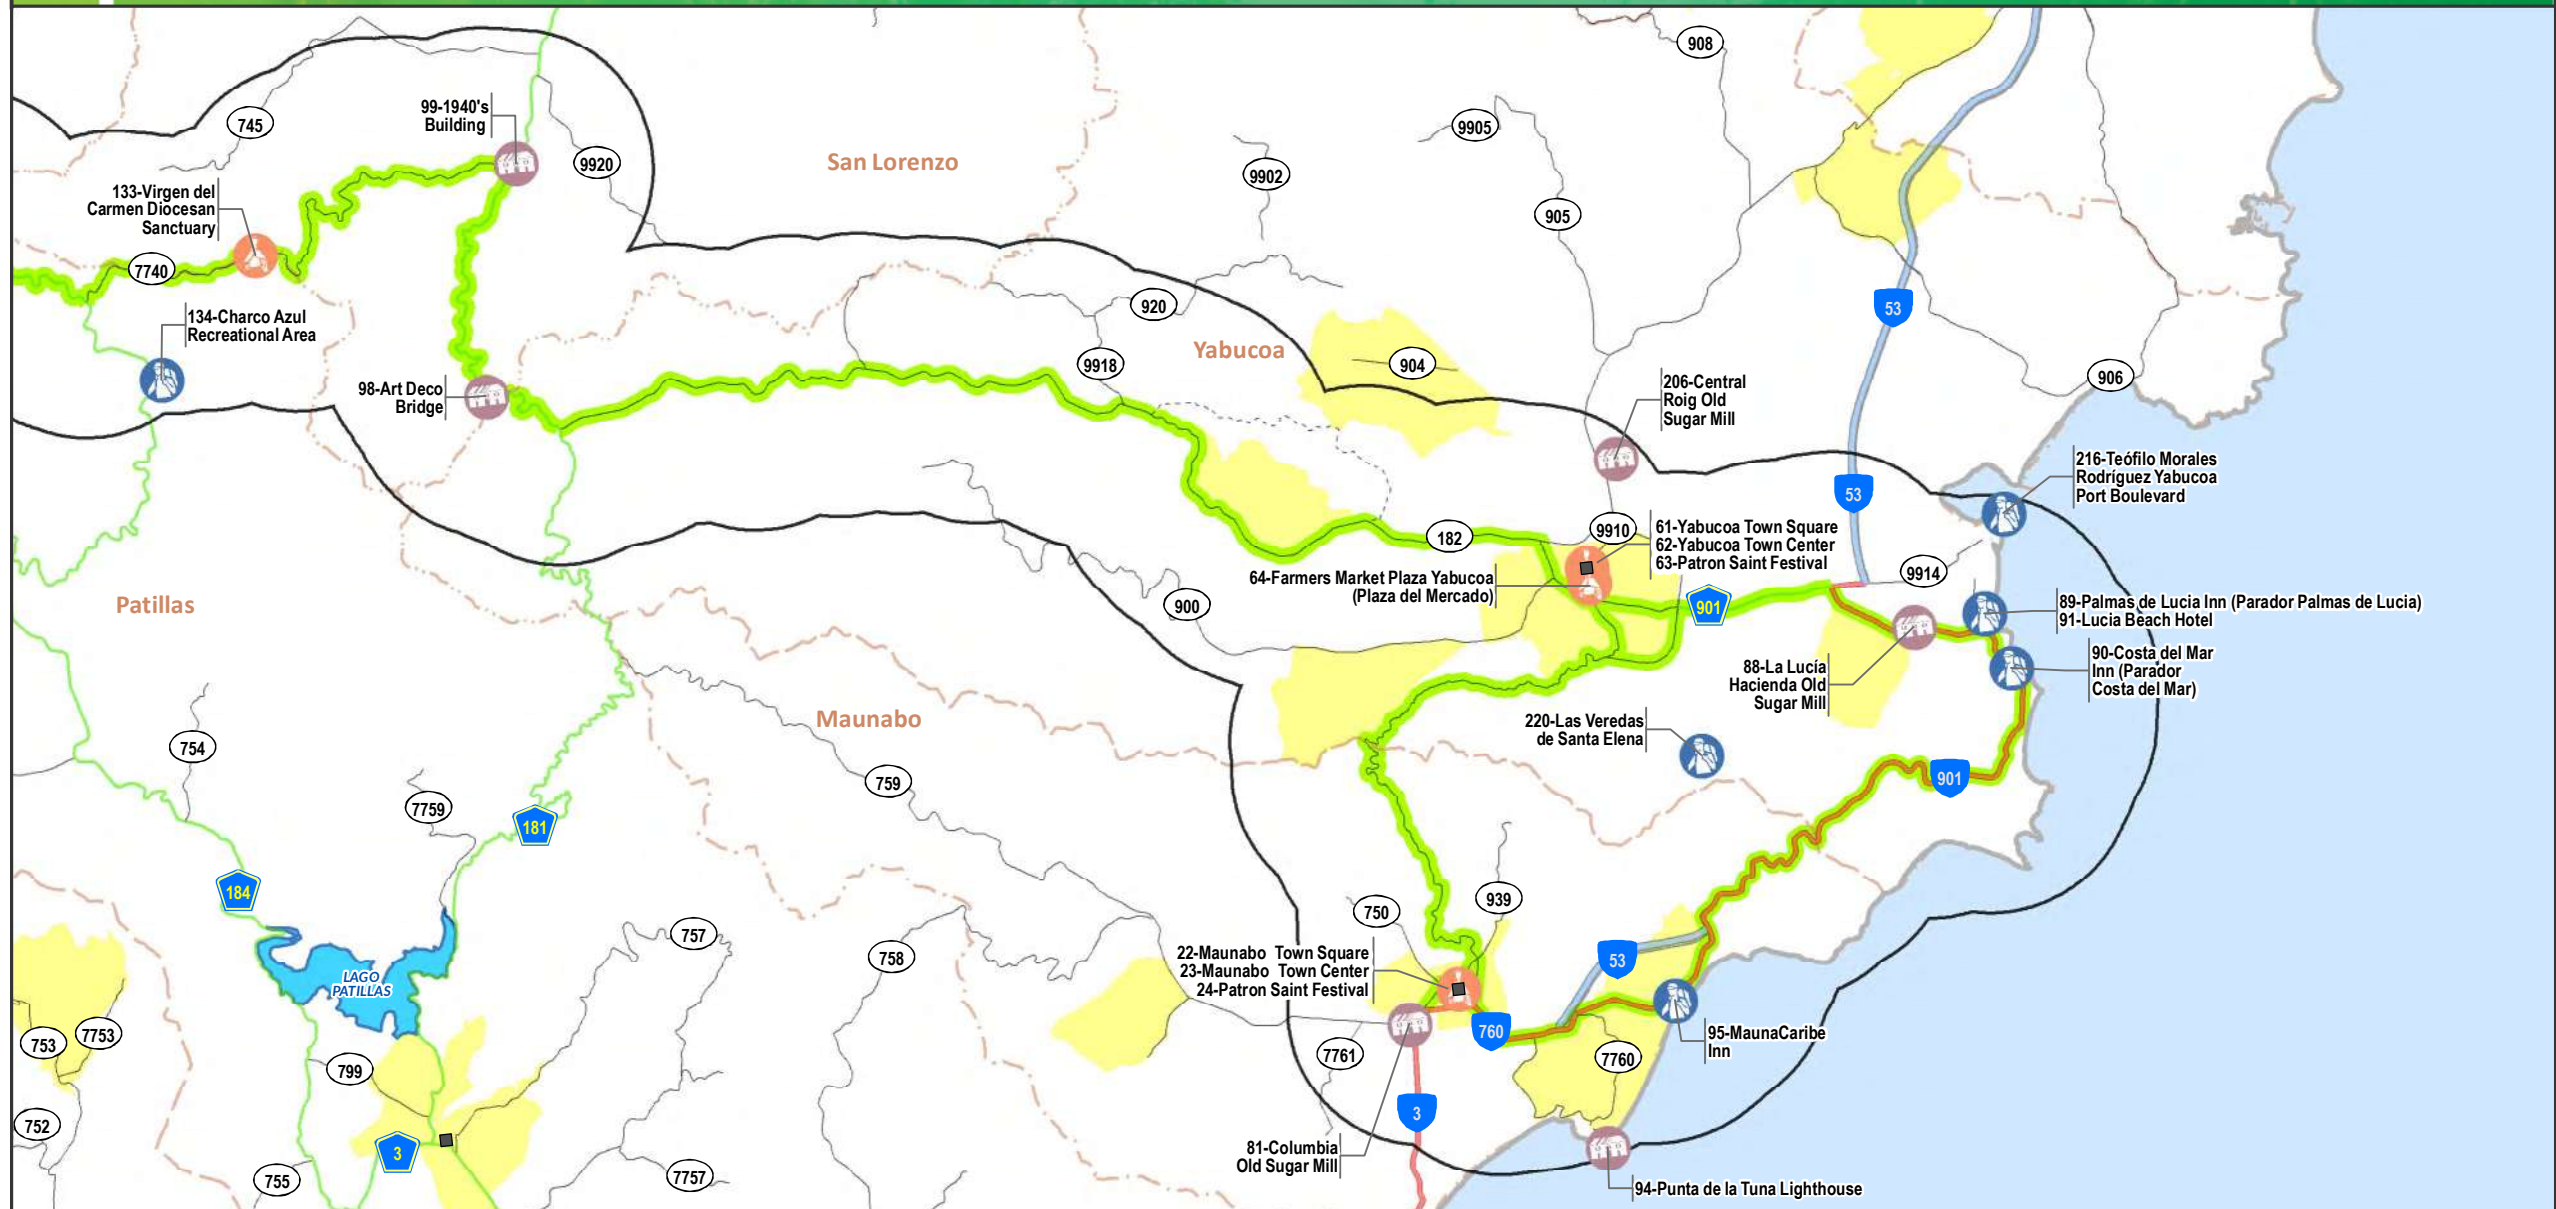 908
99-1940's
Building
745
9905
9920
San Lorenzo
9902
133-Virgen del
Carmen Diocesan
Sanctuary
905
7740
920
53
134-Charco Azul
Recreational Area
Yabucoa
9918
904
906
98-Art Deco
Bridge
206-Central
Roig Old
Sugar Mill
216-Teófilo Morales
Rodríguez Yabucoa
Port Boulevard
53
182
9910
61-Yabucoa Town Square
62-Yabucoa Town Center
63-Patron Saint Festival
64-Farmers Market Plaza Yabucoa
(Plaza del Mercado)
9914
Patillas
900
901
89-Palmas de Lucia Inn (Parador Palmas de Lucia)
91-Lucia Beach Hotel
88-La Lucía
Hacienda Old
Sugar Mill
90-Costa del Mar
Inn (Parador
Costa del Mar)
Maunabo
220-Las Veredas
de Santa Elena
754
759
901
7759
181
184
750
939
757
758
22-Maunabo Town Square
23-Maunabo Town Center
24-Patron Saint Festival
53
LAGO
PATILLAS
753
7753
760
95-MaunaCaribe
Inn
7761
7760
799
752
3
3
81-Columbia
Old Sugar Mill
755
7757
94-Punta de la Tuna Lighthouse